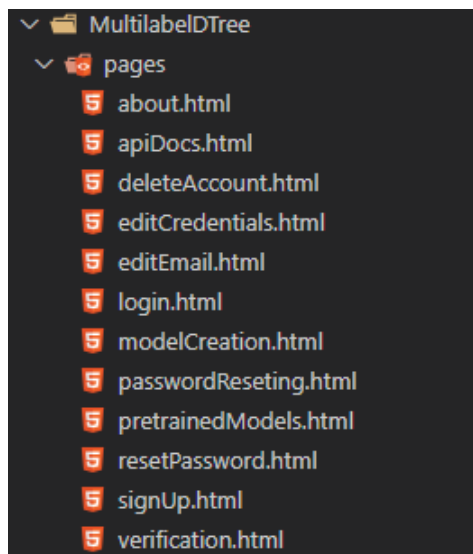 MultilabelDTree
pages
about.html
apiDocs.html
deleteAccount.html
editCredentials.html
editEmail.html
login.html
modelCreation.html
passwordReseting.html
pretrainedModels.html
resetPassword.html
signUp.html
verification.html